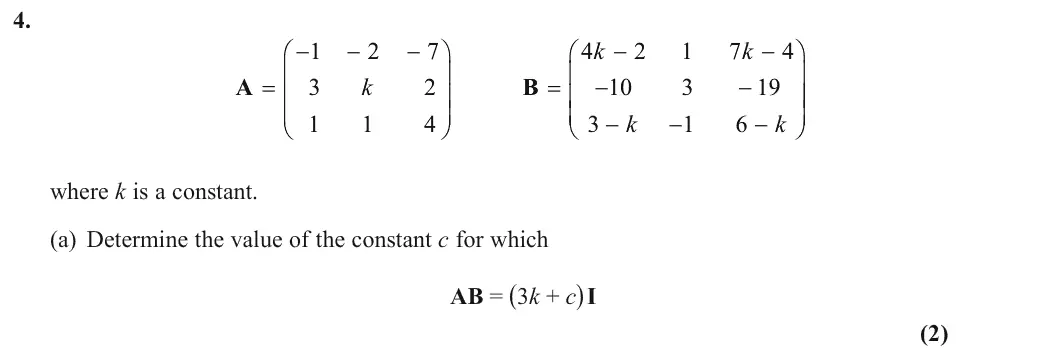 4.
A = ( −1 − 2 − 7 ) B = ( 4k − 2 1 7k − 4 )
( 3 k 2 ) ( −10 3 − 19 )
( 1 1 4 ) ( 3 − k −1 6 − k )
where k is a constant.
(a) Determine the value of the constant c for which
AB = (3k + c)I
(2)